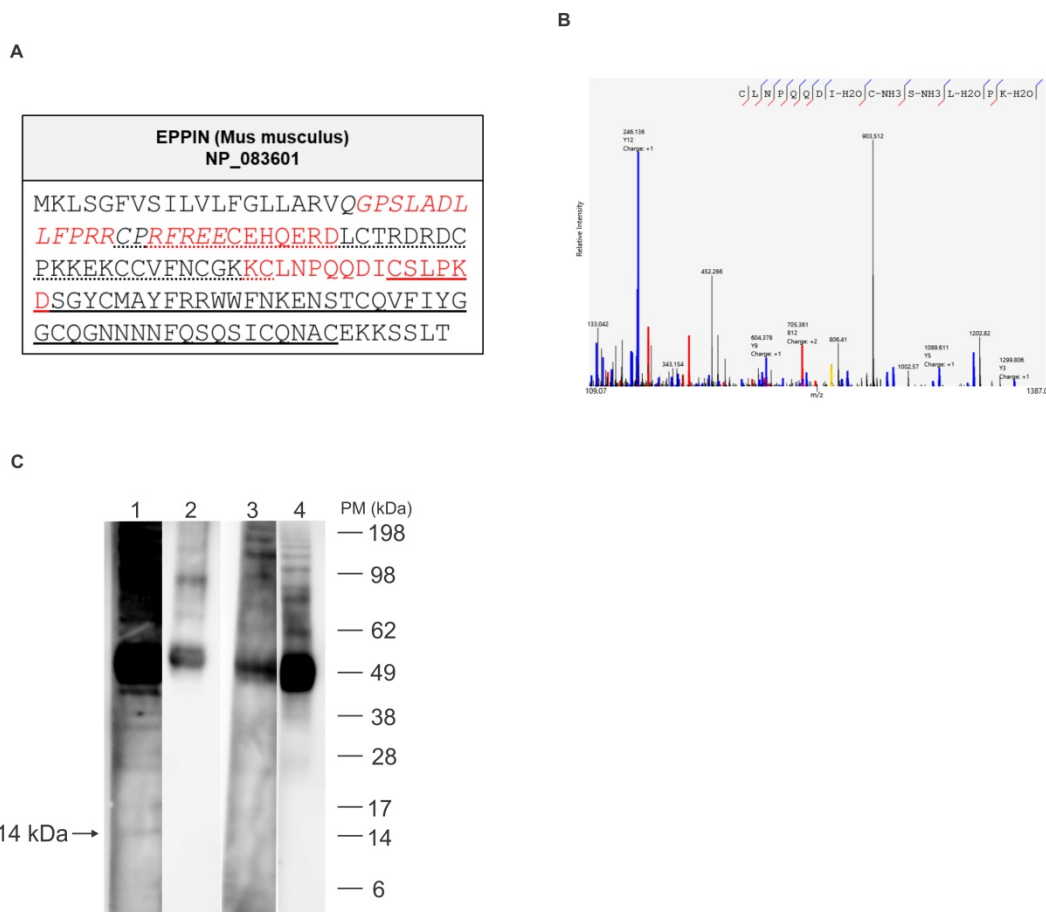 A
EPPIN (Mus musculus)
NP_083601
MKLSGFVSILVLFGLLARVQGPSLADL
LFPRRCPRFREECEHQERDLCTRDRDC
PKKEKCCVFNCGKKCLNPQQDICSLPK
DSGYCMAYFRRWWFNKENSTCQVFIYG
GCQGNNNNFQSQSICQNACEKKSSLT
B
C L N P Q Q D I-H2O C-NH3 S-NH3 L-H2O P K-H2O
Relative Intensity
133.042
246.136
Y12
Charge: +1
343.154
452.266
604.378
Y9
Charge: +1
705.361
B12
Charge: +2
806.41
903.512
1002.57
1089.611
Y5
Charge: +1
1202.82
1299.806
Y3
Charge: +1
109.07
m/z
1387.0
C
1 2 3 4 PM (kDa)
198
98
62
49
38
28
17
14 kDa
14
6